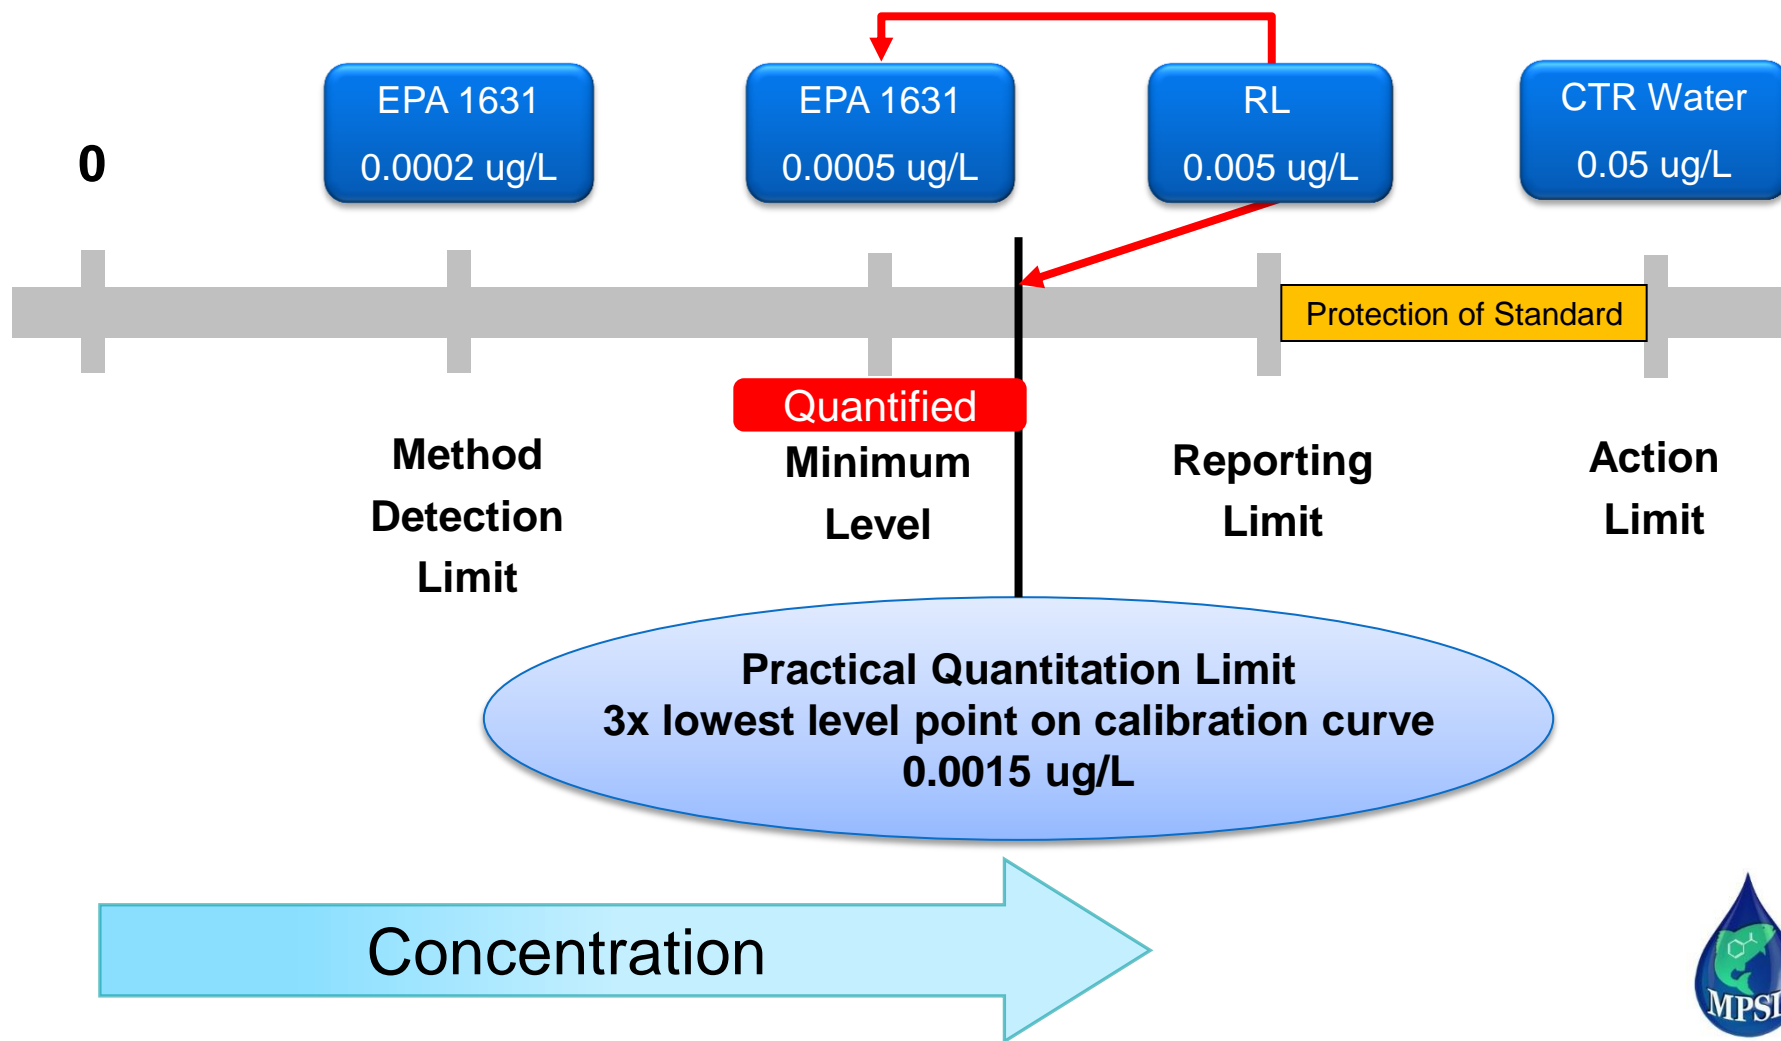 EPA 1631
0.0002 ug/L
EPA 1631
0.0005 ug/L
RL
0.005 ug/L
CTR Water
0.05 ug/L
0
Protection of Standard
Quantified
Method
Detection
Limit
Minimum
Level
Reporting
Limit
Action
Limit
Practical Quantitation Limit
3x lowest level point on calibration curve
0.0015 ug/L
Concentration
MPSL